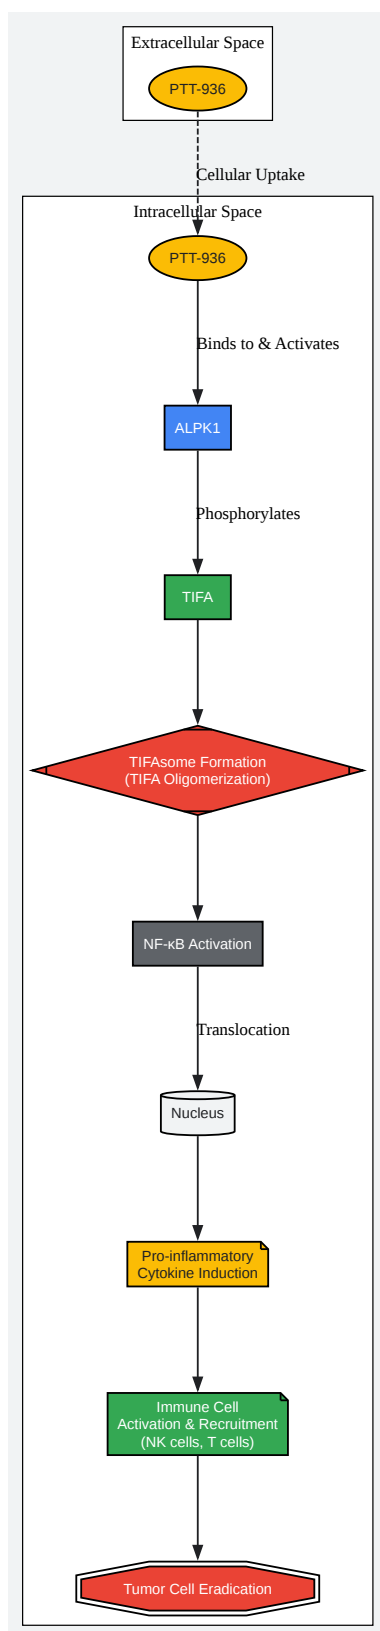 Extracellular Space
PTT-936
Cellular Uptake
Intracellular Space
PTT-936
Binds to & Activates
ALPK1
Phosphorylates
TIFA
TIFAsome Formation
(TIFA Oligomerization)
NF-κB Activation
Translocation
Nucleus
Pro-inflammatory
Cytokine Induction
Immune Cell
Activation & Recruitment
(NK cells, T cells)
Tumor Cell Eradication